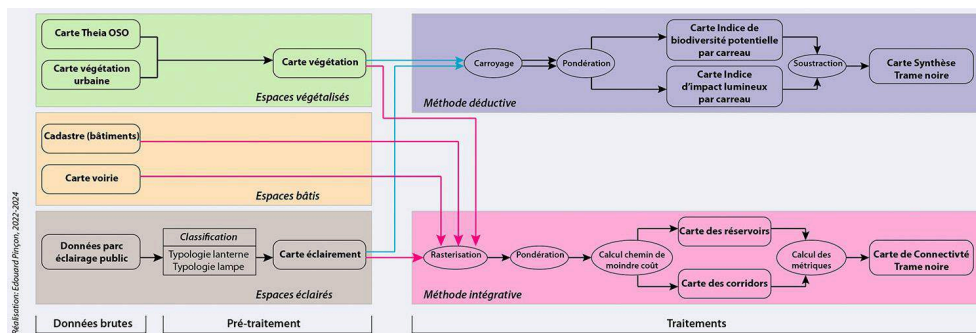 Carte Theia OSO
Carte végétation
urbaine
Carte végétation
Espaces végétalisés
Cadastre (bâtiments)
Carte voirie
Espaces bâtis
Données parc
éclairage public
Classification
Typologie lanterne
Typologie lampe
Carte éclairement
Espaces éclairés
Carroyage
Pondération
Carte Indice de
biodiversité potentielle
par carreau
Carte Indice
d'impact lumineux
par carreau
Soustraction
Carte Synthèse
Trame noire
Méthode déductive
Rasterisation
Pondération
Calcul chemin de
moindre coût
Carte des réservoirs
Carte des corridors
Calcul des
métriques
Carte de Connectivté
Trame noire
Méthode intégrative
Données brutes
Pré-traitement
Traitements
Réalisation: Edouard Pinçon, 2022-2024